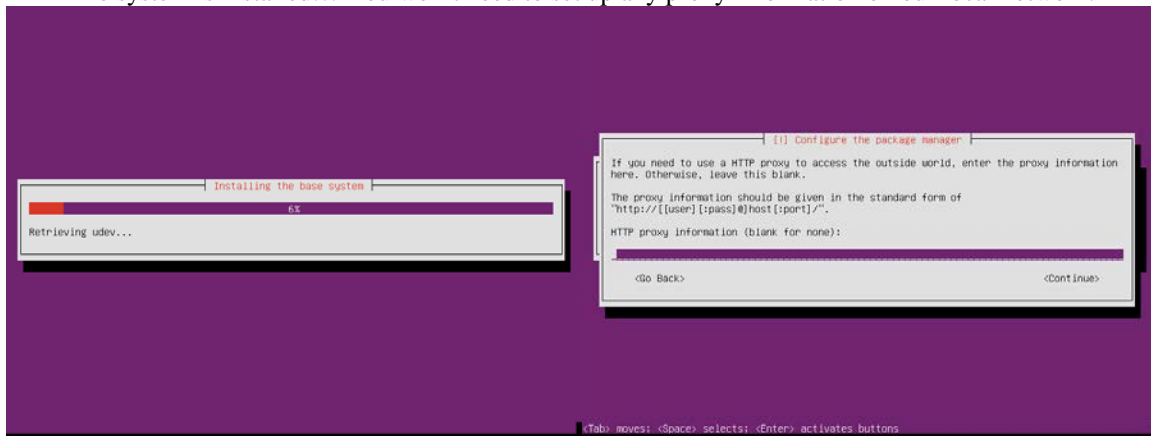 Installing the base system
6%
Retrieving udev...
[!] Configure the package manager
If you need to use a HTTP proxy to access the outside world, enter the proxy information
here. Otherwise, leave this blank.
The proxy information should be given in the standard form of
"http://[[user][:pass]@]host[:port]/".
HTTP proxy information (blank for none):
<Go Back>
<Continue>
<Tab> moves; <Space> selects; <Enter> activates buttons